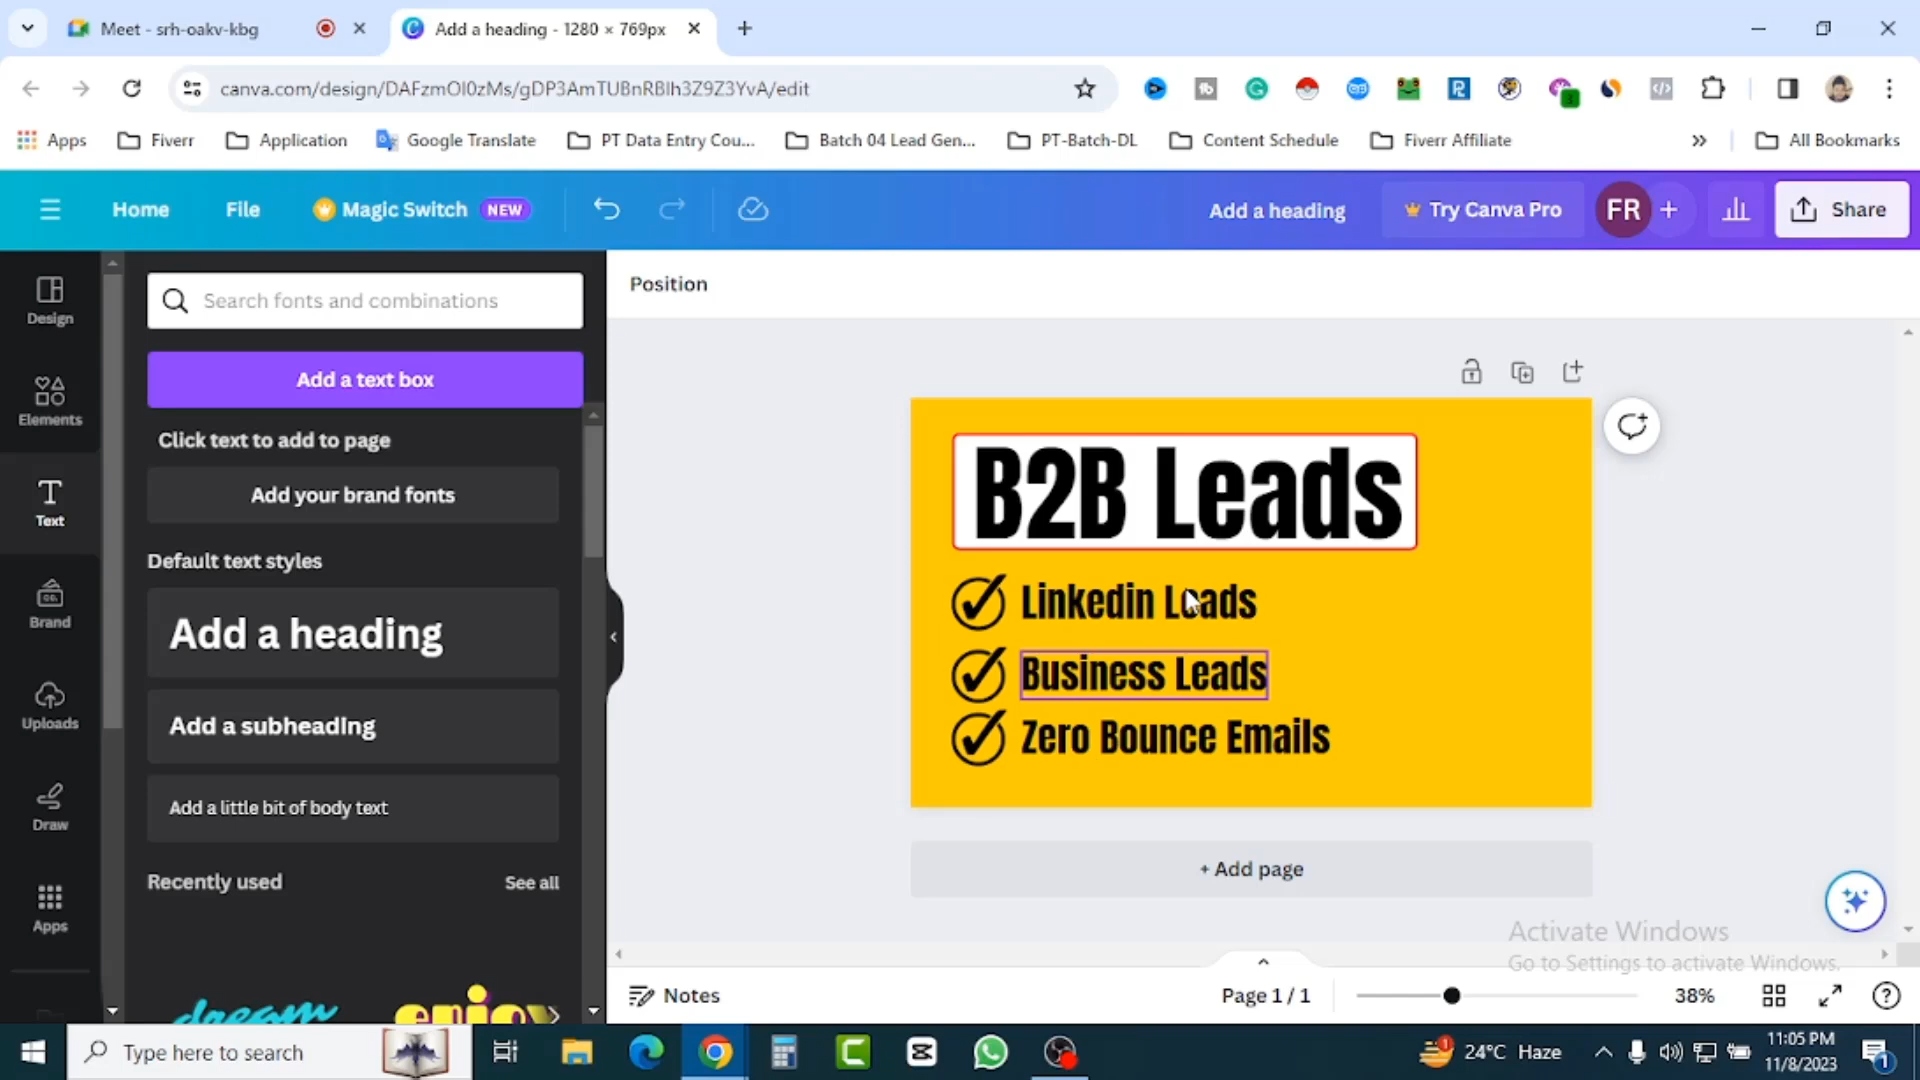 Meet - srh-oakv-kbg
Add a heading - 1280 × 769px
canva.com/design/DAFzmOl0zMs/gDP3AmTUBnRBlh3Z9Z3YvA/edit
Apps
Fiverr
Application
Google Translate
PT Data Entry Cou...
Batch 04 Lead Gen...
PT-Batch-DL
Content Schedule
Fiverr Affiliate
All Bookmarks
Home
File
Magic Switch NEW
Add a heading
Try Canva Pro
FR
Share
Design
Elements
Text
Brand
Uploads
Draw
Apps
Search fonts and combinations
Add a text box
Click text to add to page
Add your brand fonts
Default text styles
Add a heading
Add a subheading
Add a little bit of body text
Recently used
See all
dream
enjoy
Position
B2B Leads
Linkedin Leads
Business Leads
Zero Bounce Emails
+ Add page
Activate Windows
Go to Settings to activate Windows.
Notes
Page 1 / 1
38%
Type here to search
24°C Haze
11:05 PM
11/8/2023